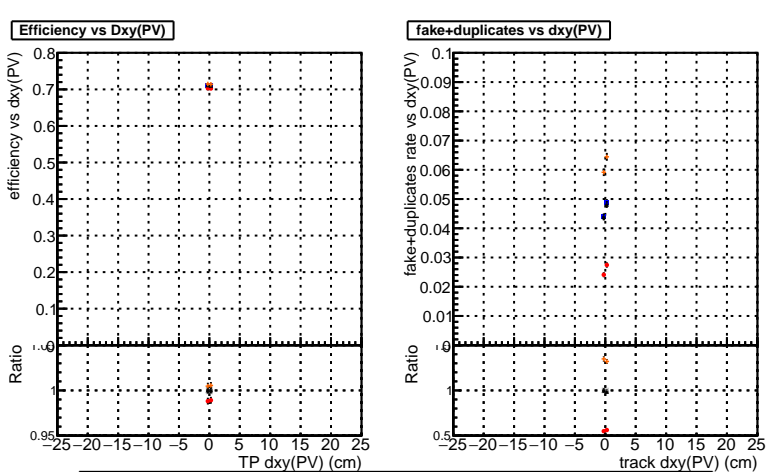 Efficiency vs Dxy(PV)
efficiency vs dxy(PV)
0.8
0.7
0.6
0.5
0.4
0.3
0.2
0.1
Ratio
1
0.95
−25 −20 −15 −10 −5 0 5 10 15 20 25
TP dxy(PV) (cm)
fake+duplicates vs dxy(PV)
fake+duplicates rate vs dxy(PV)
0.1
0.09
0.08
0.07
0.06
0.05
0.04
0.03
0.02
0.01
0
Ratio
1
0.5
−25 −20 −15 −10 −5 0 5 10 15 20 25
track dxy(PV) (cm)